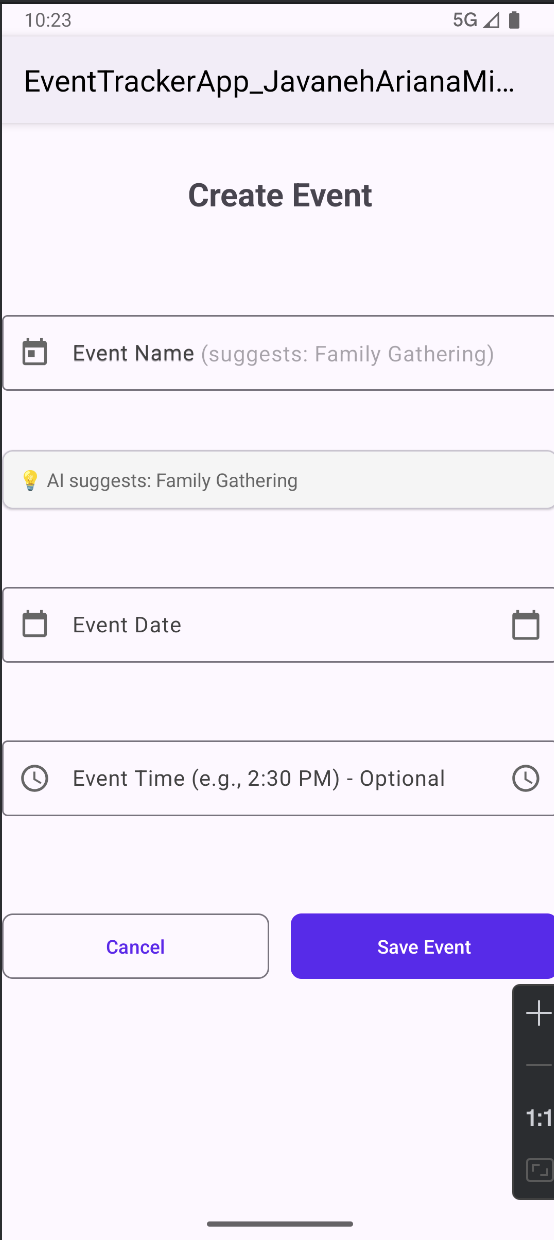 10:23 5G
EventTrackerApp_JavanehArianaMi...
Create Event
Event Name (suggests: Family Gathering)
💡 AI suggests: Family Gathering
Event Date
Event Time (e.g., 2:30 PM) - Optional
Cancel Save Event
1:1